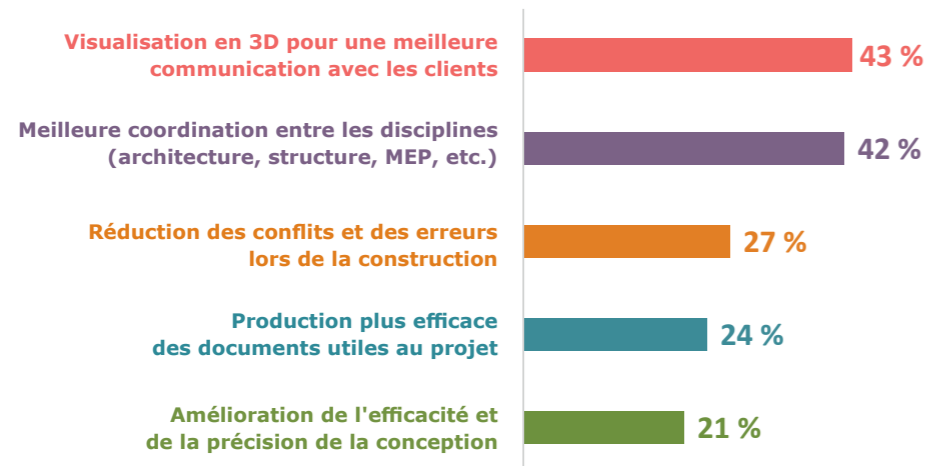 Visualisation en 3D pour une meilleure
communication avec les clients
43 %
Meilleure coordination entre les disciplines
(architecture, structure, MEP, etc.)
42 %
Réduction des conflits et des erreurs
lors de la construction
27 %
Production plus efficace
des documents utiles au projet
24 %
Amélioration de l'efficacité et
de la précision de la conception
21 %